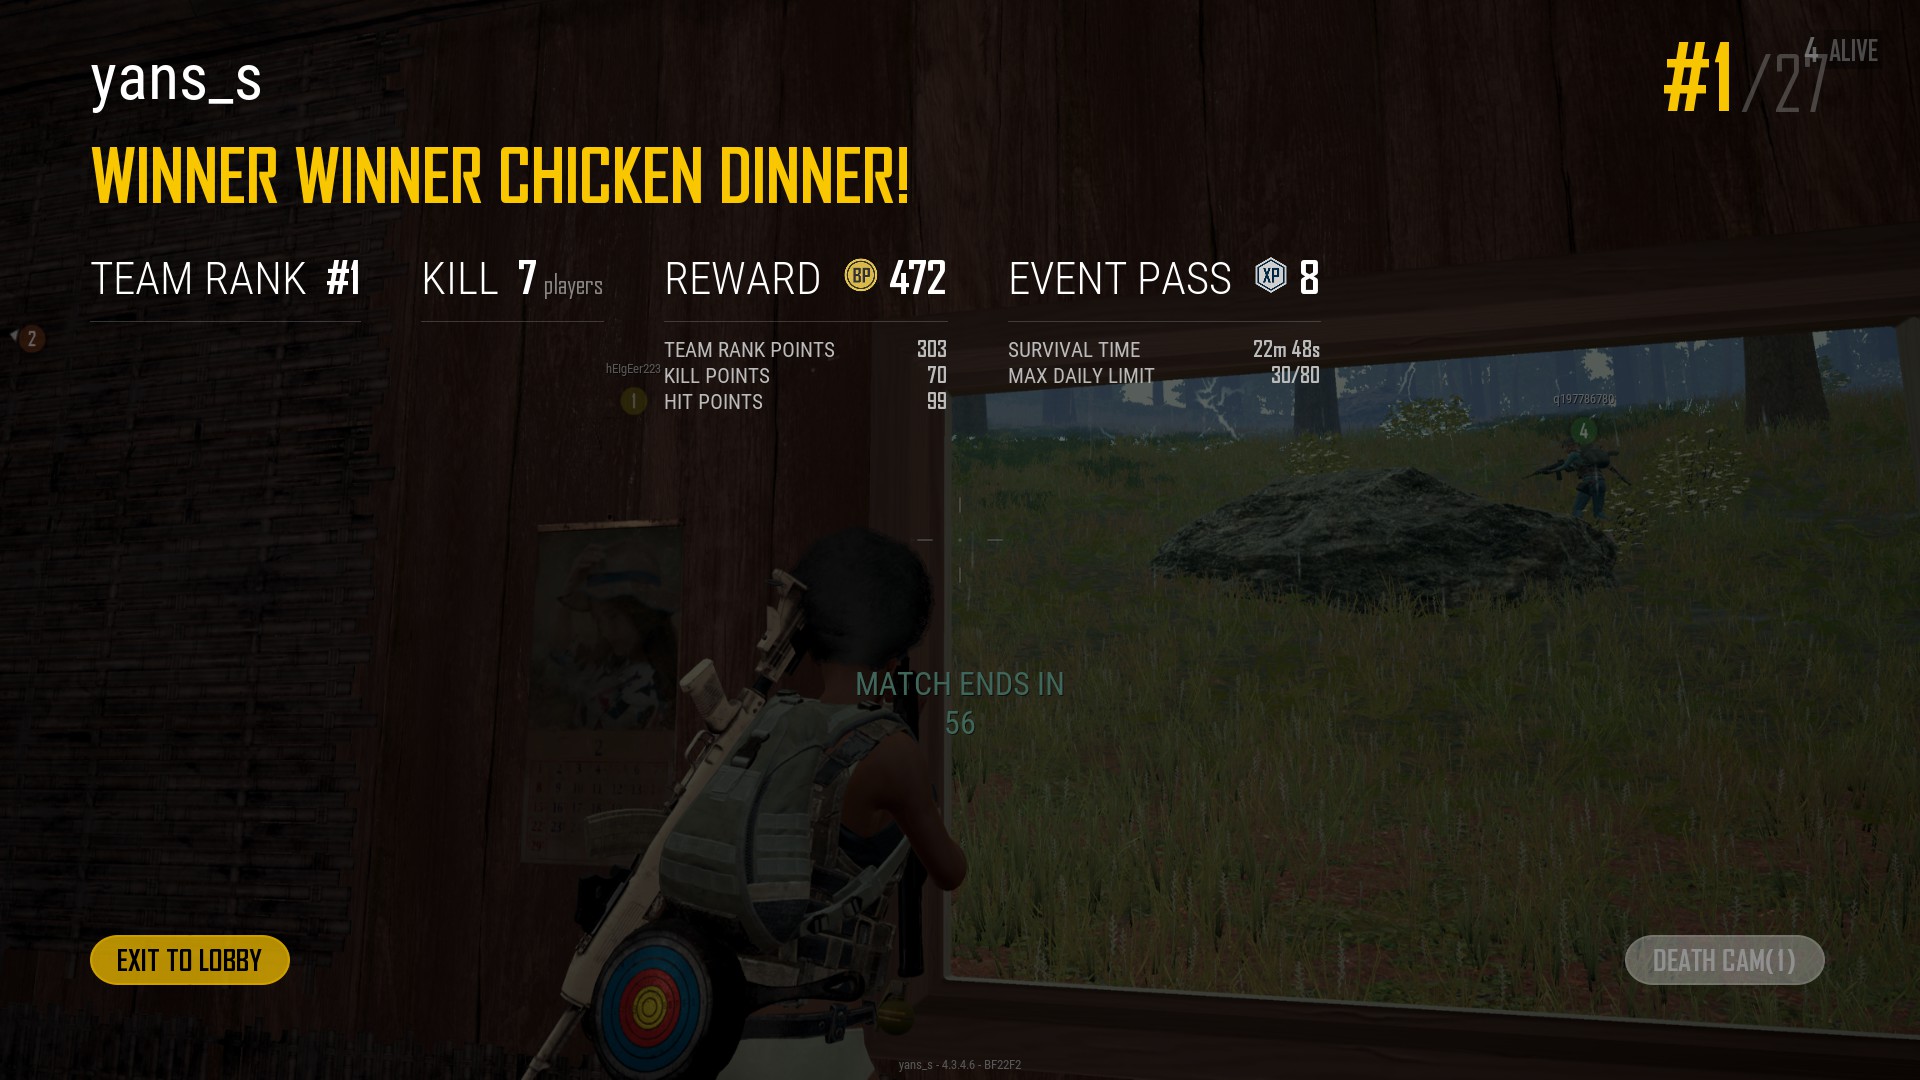 yans_s
#1/27
4 ALIVE
WINNER WINNER CHICKEN DINNER!
TEAM RANK #1
KILL 7 players
REWARD BP 472
EVENT PASS XP 8
2
TEAM RANK POINTS 303
KILL POINTS 70
HIT POINTS 99
SURVIVAL TIME 22m 48s
MAX DAILY LIMIT 30/80
hElgEer223
1
q197786780
4
MATCH ENDS IN
56
EXIT TO LOBBY
DEATH CAM(1)
yans_s - 4.3.4.6 - BF22F2